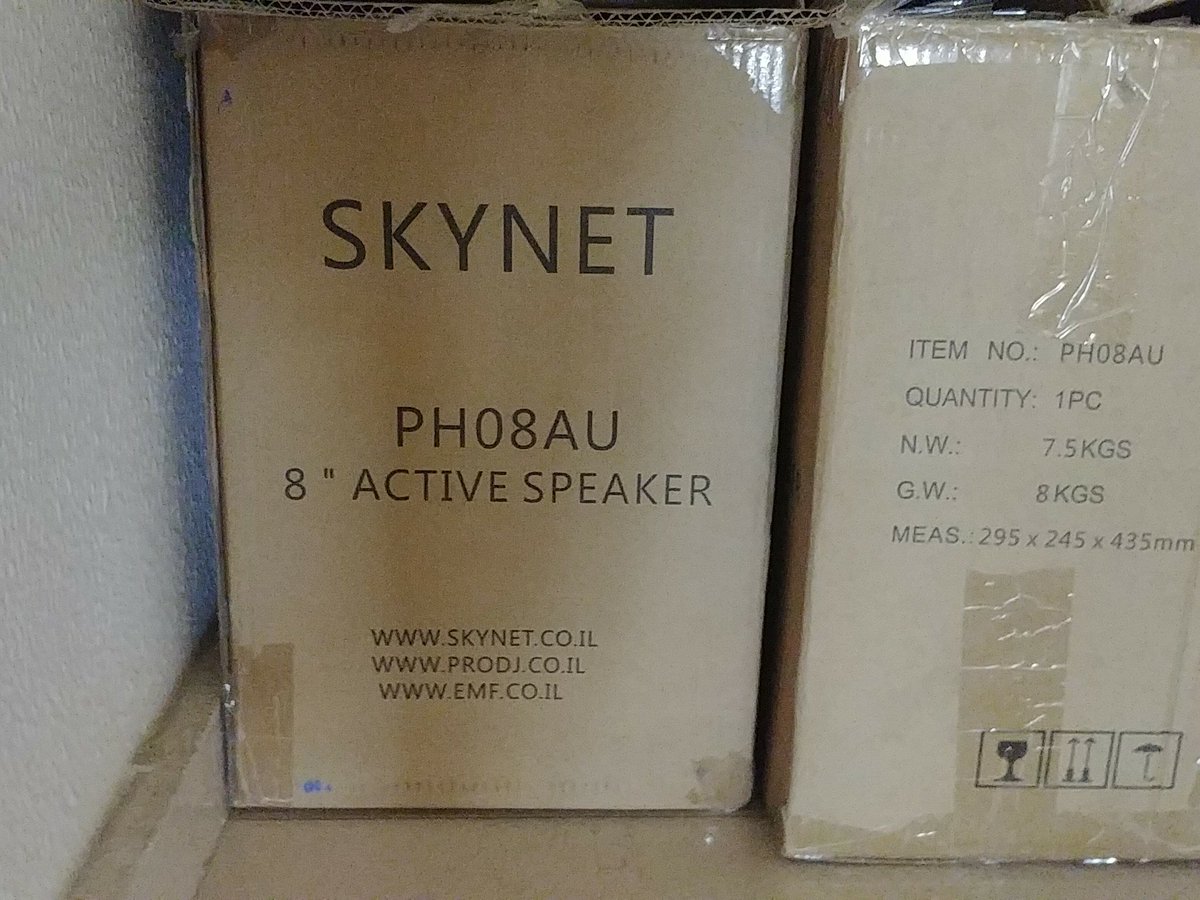 SKYNET
PH08AU
8 " ACTIVE SPEAKER
WWW.SKYNET.CO.IL
WWW.PRODJ.CO.IL
WWW.EMF.CO.IL
ITEM NO.: PH08AU
QUANTITY: 1PC
N.W.: 7.5KGS
G.W.: 8KGS
MEAS.: 295 x 245 x 435mm